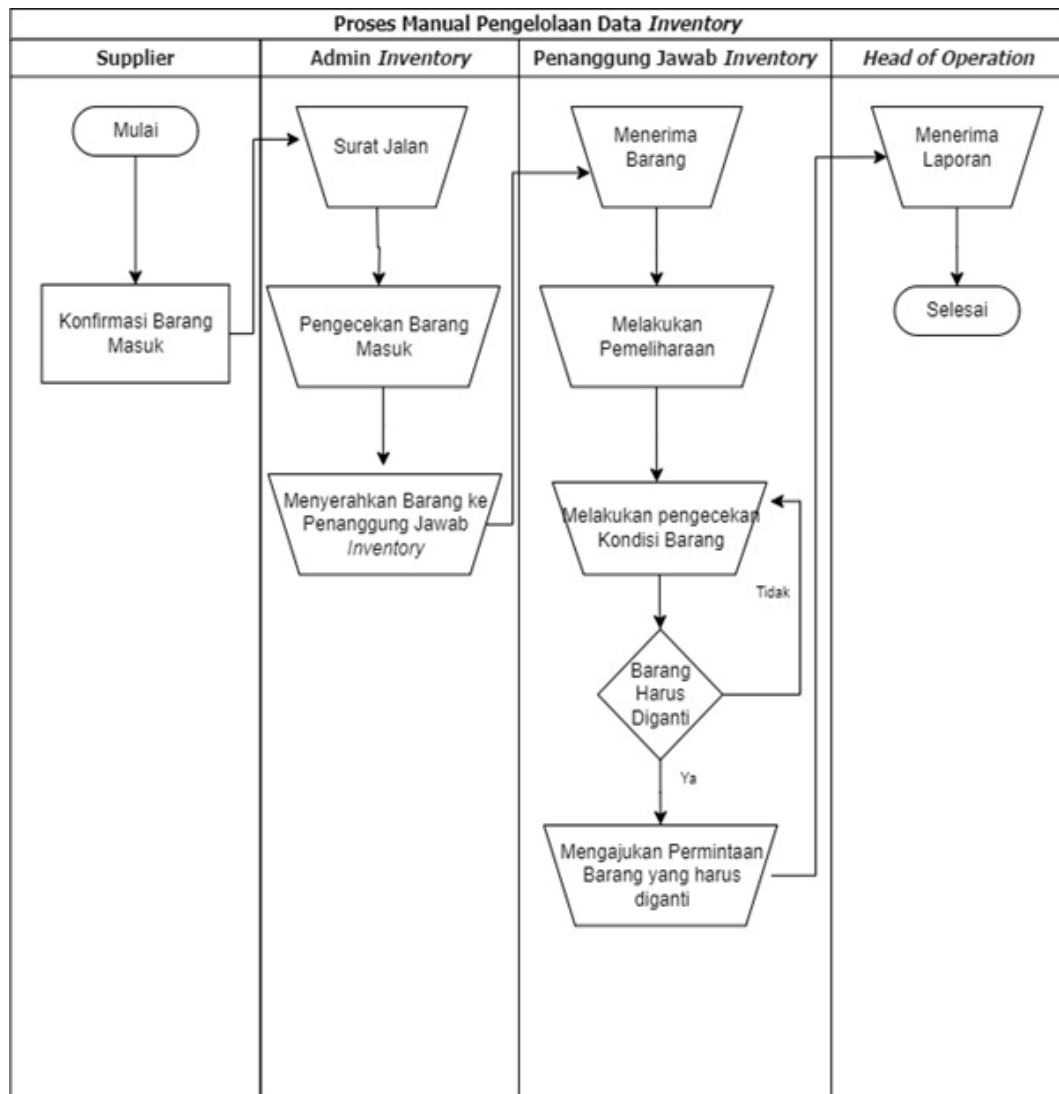 Proses Manual Pengelolaan Data Inventory
Supplier
Admin Inventory
Penanggung Jawab Inventory
Head of Operation
Mulai
Konfirmasi Barang
Masuk
Surat Jalan
Pengecekan Barang
Masuk
Menyerahkan Barang ke
Penanggung Jawab
Inventory
Menerima
Barang
Melakukan
Pemeliharaan
Melakukan pengecekan
Kondisi Barang
Tidak
Barang
Harus
Diganti
Ya
Mengajukan Permintaan
Barang yang harus
diganti
Menerima
Laporan
Selesai